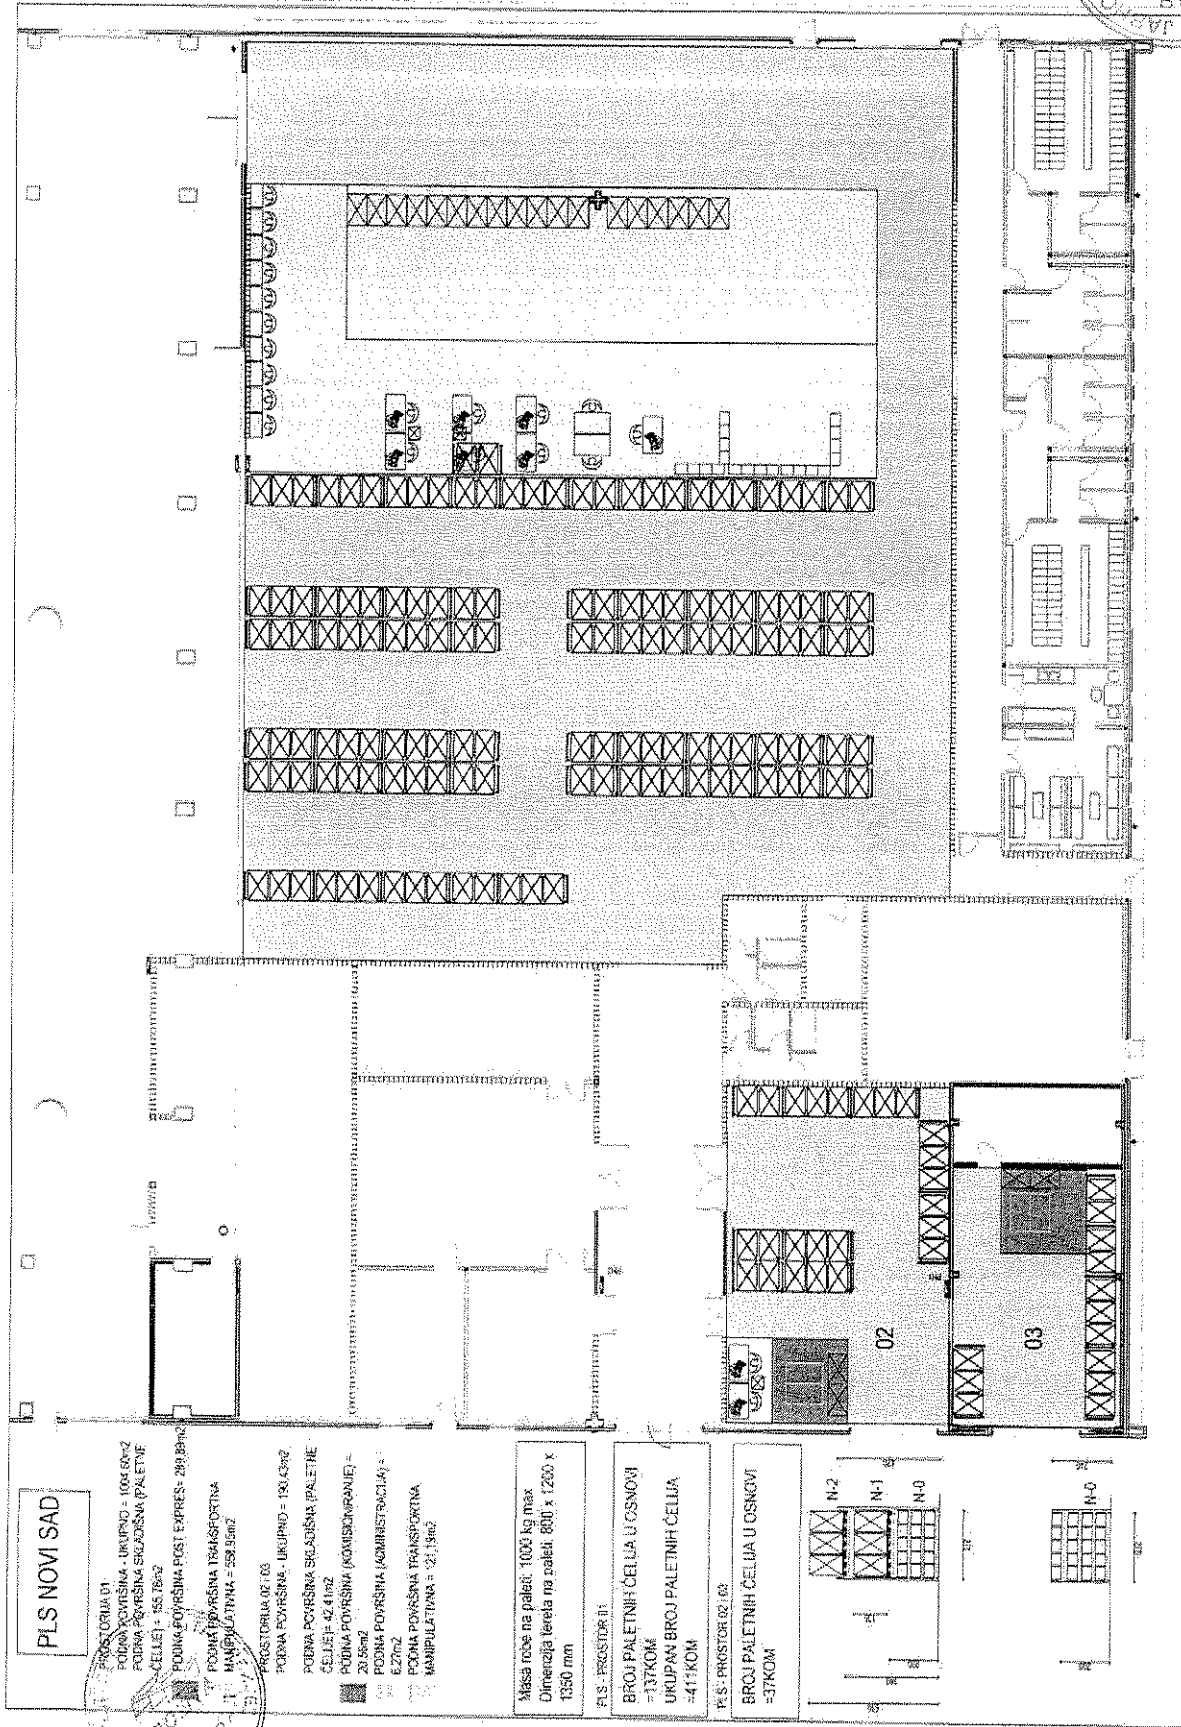 PLS NOVI SAD
PROSTORIJA 01
PODNA POVRŠINA - UKUPNO = 1004.60m2
PODNA POVRŠINA SKLADIŠNA (PALETNE
ĆELIJE) = 155.76m2
PODNA POVRŠINA POST EXPRES= 289.89m2
PODNA POVRŠINA TRANSPORTNA
MANIPULATIVNA = 558.95m2
PROSTORIJA 02 i 03
PODNA POVRŠINA - UKUPNO = 190.43m2
PODNA POVRŠINA SKLADIŠNA (PALETNE
ĆELIJE)= 42.41m2
PODNA POVRŠINA (KOMISIONIRANJE) =
20.56m2
PODNA POVRŠINA (ADMINISTRACIJA) =
6.27m2
PODNA POVRŠINA TRANSPORTNA
MANIPULATIVNA = 121.19m2
Masa robe na paleti: 1000 kg max
Dimenzija tereta na paleti: 800 x 1200 x
1350 mm
PLS - PROSTOR 01
BROJ PALETNIH ĆELIJA U OSNOVI
=137KOM
UKUPAN BROJ PALETNIH ĆELIJA
=411KOM
PLS - PROSTOR 02 i 03
BROJ PALETNIH ĆELIJA U OSNOVI
=37KOM
N-2
N-1
N-0
N-0
02
03